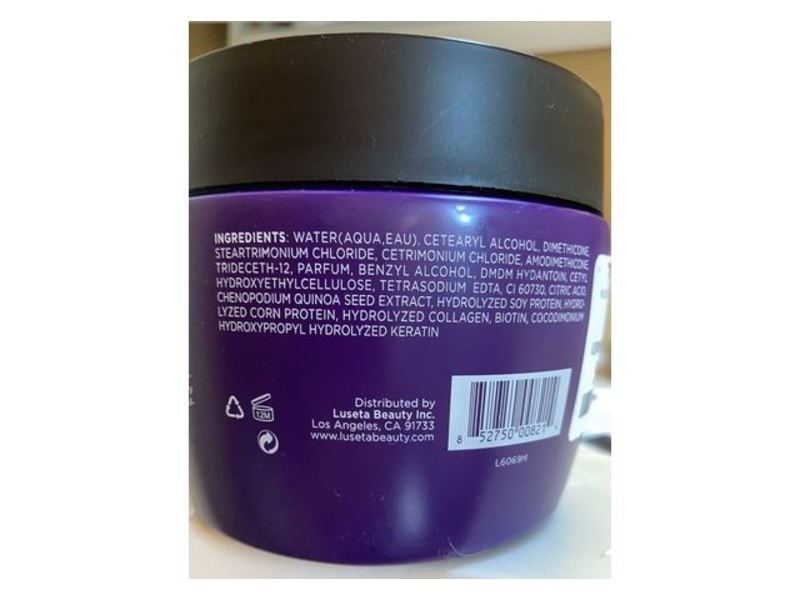 INGREDIENTS: WATER(AQUA,EAU). CETEARYL ALCOHOL, DIMETHICONE,
STEARTRIMONIUM CHLORIDE, CETRIMONIUM CHLORIDE, AMODIMETHICONE,
TRIDECETH-12, PARFUM, BENZYL ALCOHOL, DMDM HYDANTOIN, CETYL
HYDROXYETHYLCELLULOSE, TETRASODIUM EDTA, CI 60730, CITRIC ACID,
CHENOPODIUM QUINOA SEED EXTRACT, HYDROLYZED SOY PROTEIN, HYDRO-
LYZED CORN PROTEIN, HYDROLYZED COLLAGEN, BIOTIN, COCODIMONIUM
HYDROXYPROPYL HYDROLYZED KERATIN
12M
Distributed by
Luseta Beauty Inc.
Los Angeles, CA 91733
www.lusetabeauty.com
8 52750 00621
L6069M